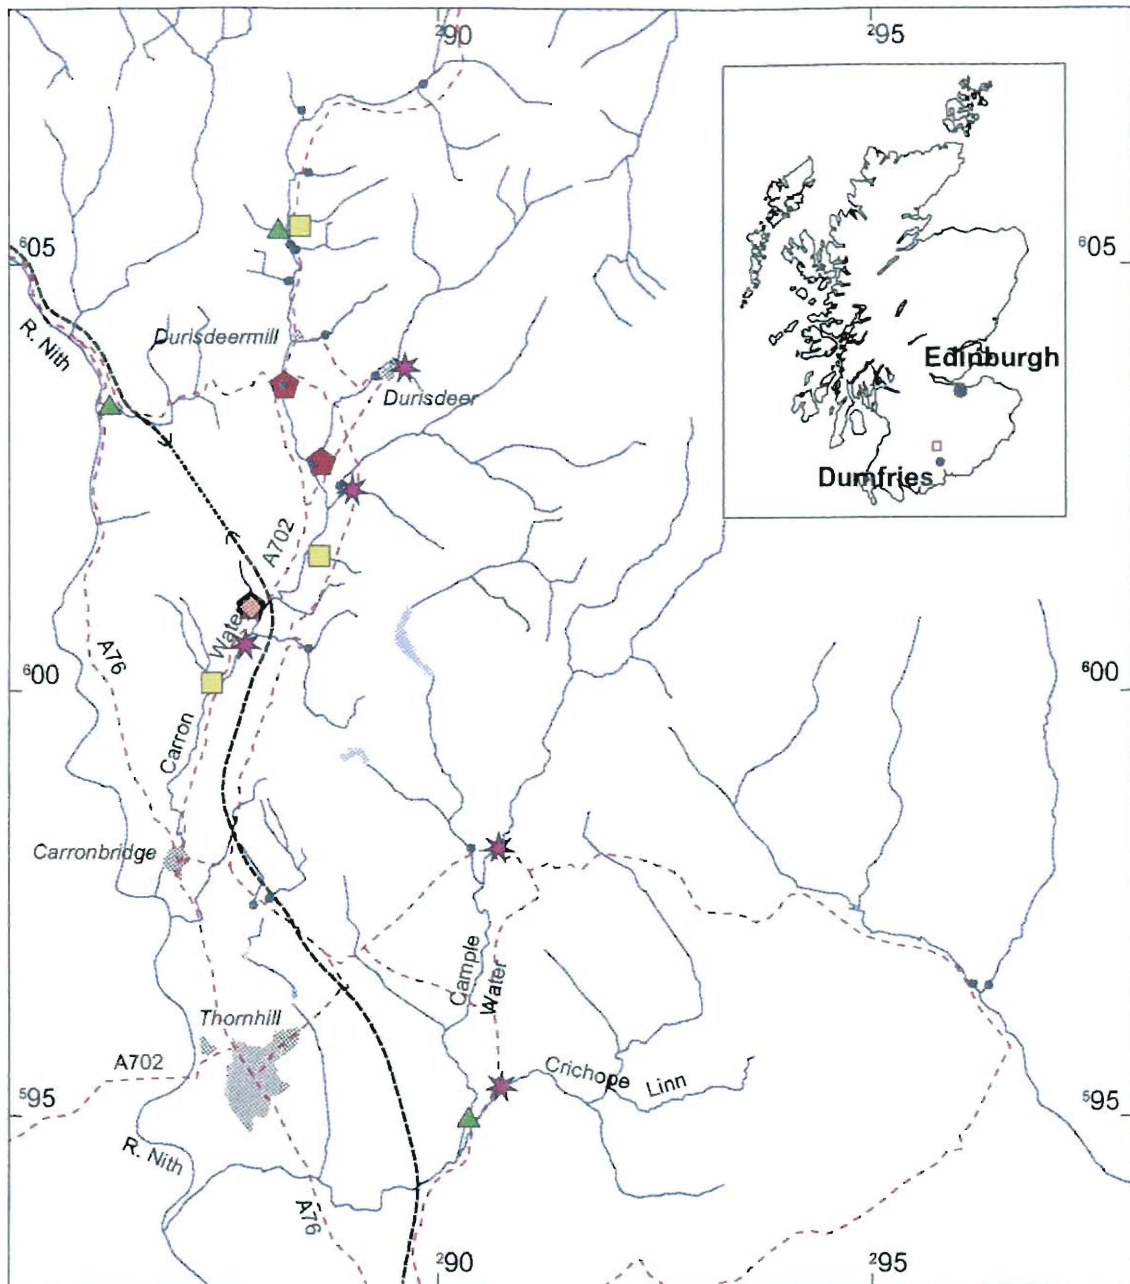 ²90
²95
⁶05
⁶05
R. Nith
Durisdeermill
Durisdeer
Edinburgh
Dumfries
A702
Water
A76
⁶00
⁶00
Carron
Carronbridge
Cample
Water
Thornhill
A702
Crichope
Linn
⁵95
⁵95
R. Nith
A76
²90
²95